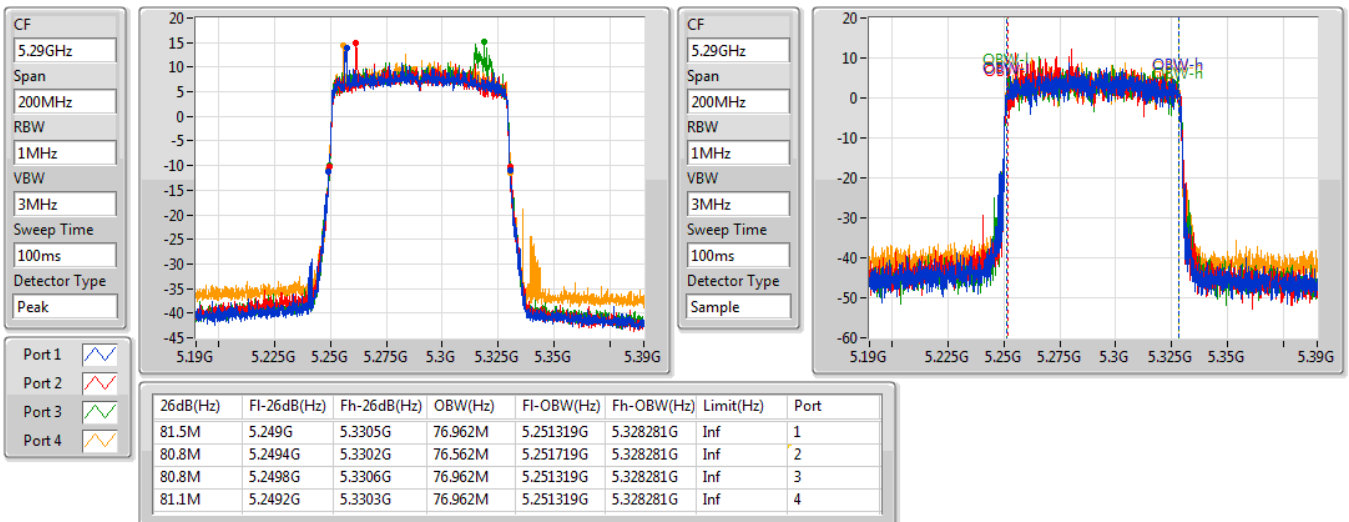 CF
5.29GHz
Span
200MHz
RBW
1MHz
VBW
3MHz
Sweep Time
100ms
Detector Type
Peak
20
15
10
5
0
-5
-10
-15
-20
-25
-30
-35
-40
-45
5.19G 5.225G 5.25G 5.275G 5.3G 5.325G 5.35G 5.39G
CF
5.29GHz
Span
200MHz
RBW
1MHz
VBW
3MHz
Sweep Time
100ms
Detector Type
Sample
20
10
0
-10
-20
-30
-40
-50
-60
OBW-h
5.19G 5.225G 5.25G 5.275G 5.3G 5.325G 5.35G 5.39G
Port 1
Port 2
Port 3
Port 4
26dB(Hz) Fl-26dB(Hz) Fh-26dB(Hz) OBW(Hz) Fl-OBW(Hz) Fh-OBW(Hz) Limit(Hz) Port
81.5M 5.249G 5.3305G 76.962M 5.251319G 5.328281G Inf 1
80.8M 5.2494G 5.3302G 76.562M 5.251719G 5.328281G Inf 2
80.8M 5.2498G 5.3306G 76.962M 5.251319G 5.328281G Inf 3
81.1M 5.2492G 5.3303G 76.962M 5.251319G 5.328281G Inf 4